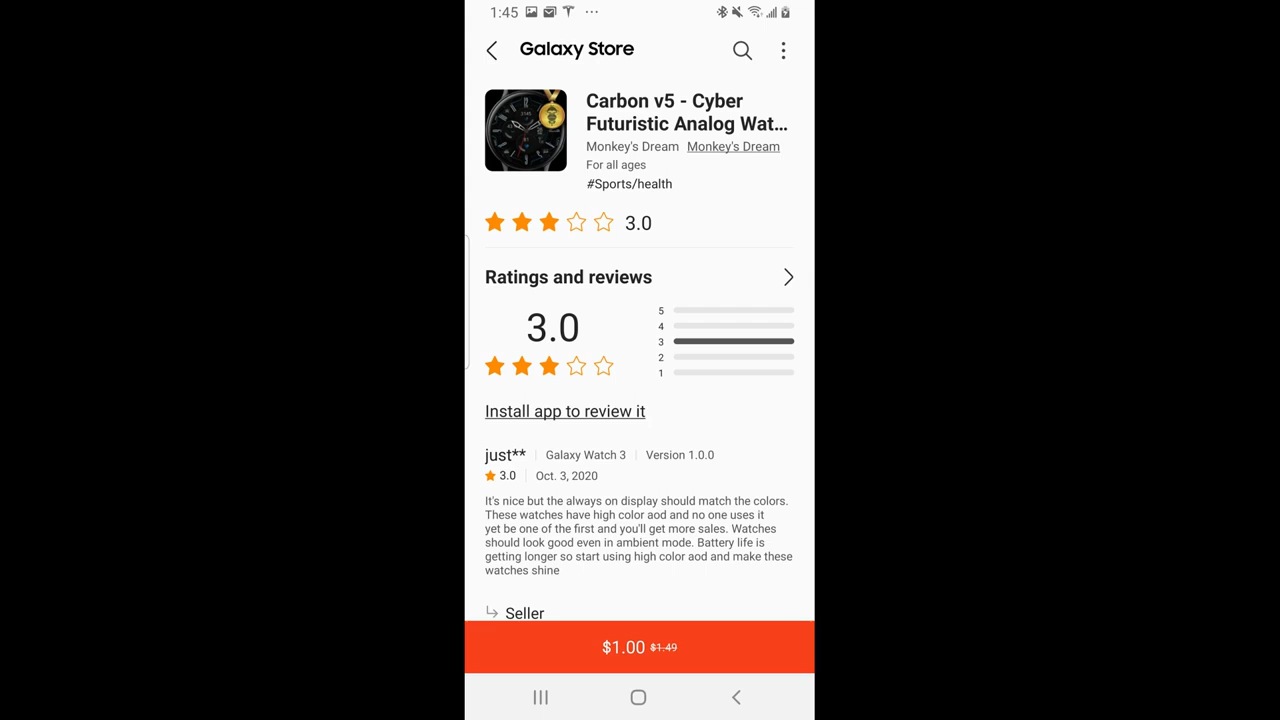 1:45
Galaxy Store
Carbon v5 - Cyber
Futuristic Analog Wat...
Monkey's Dream Monkey's Dream
For all ages
#Sports/health
3.0
Ratings and reviews
3.0
5
4
3
2
1
Install app to review it
just** Galaxy Watch 3 Version 1.0.0
3.0 Oct. 3, 2020
It's nice but the always on display should match the colors.
These watches have high color aod and no one uses it
yet be one of the first and you'll get more sales. Watches
should look good even in ambient mode. Battery life is
getting longer so start using high color aod and make these
watches shine
Seller
$1.00 $1.49